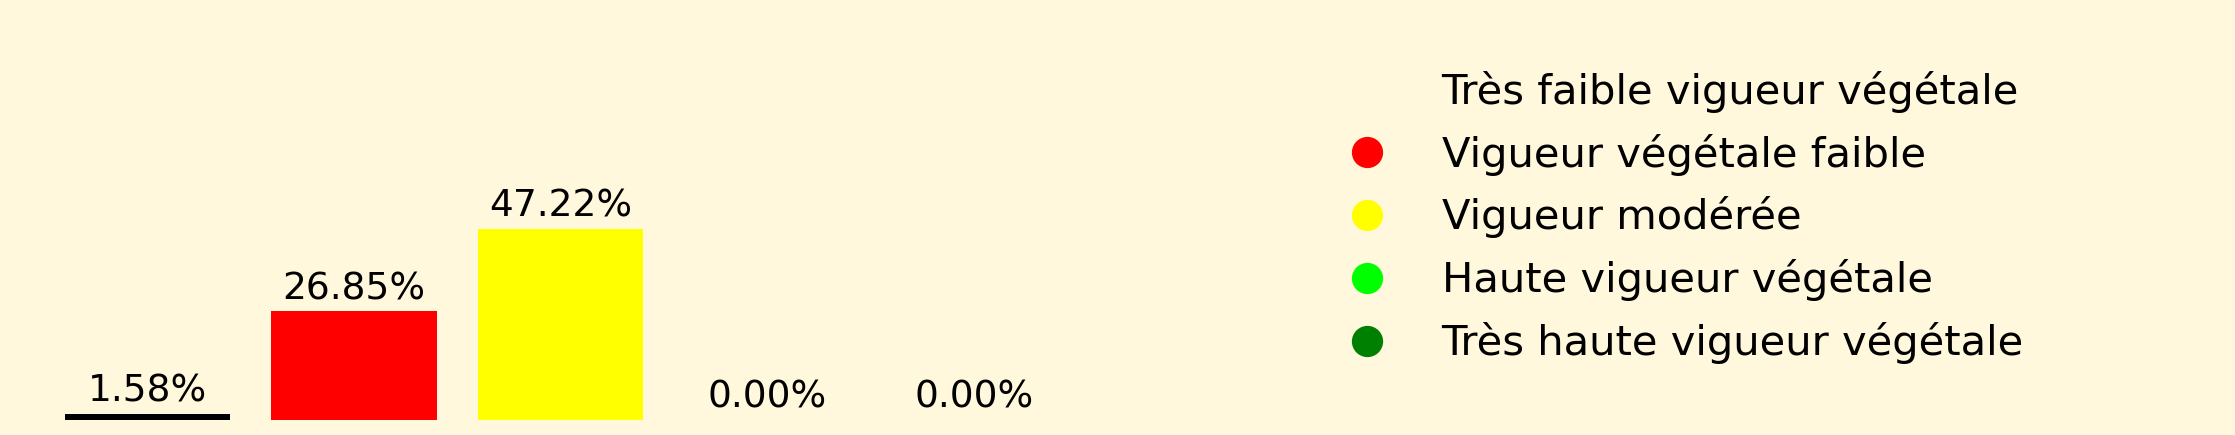 1.58%
26.85%
47.22%
0.00%
0.00%
Très faible vigueur végétale
Vigueur végétale faible
Vigueur modérée
Haute vigueur végétale
Très haute vigueur végétale